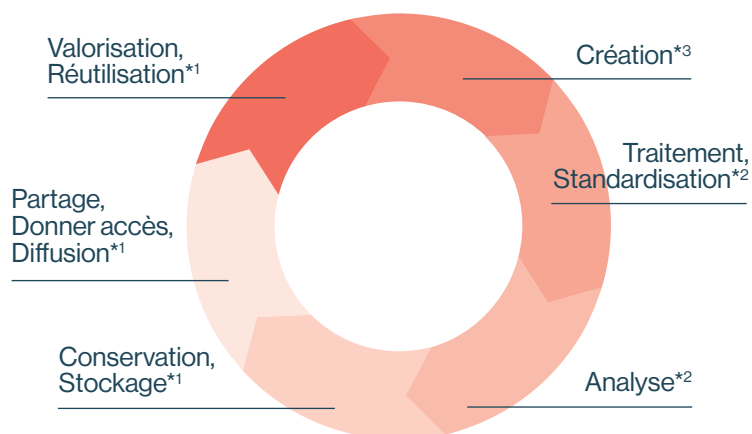 Valorisation,
Réutilisation*¹
Création*³
Traitement,
Standardisation*²
Partage,
Donner accès,
Diffusion*¹
Conservation,
Stockage*¹
Analyse*²